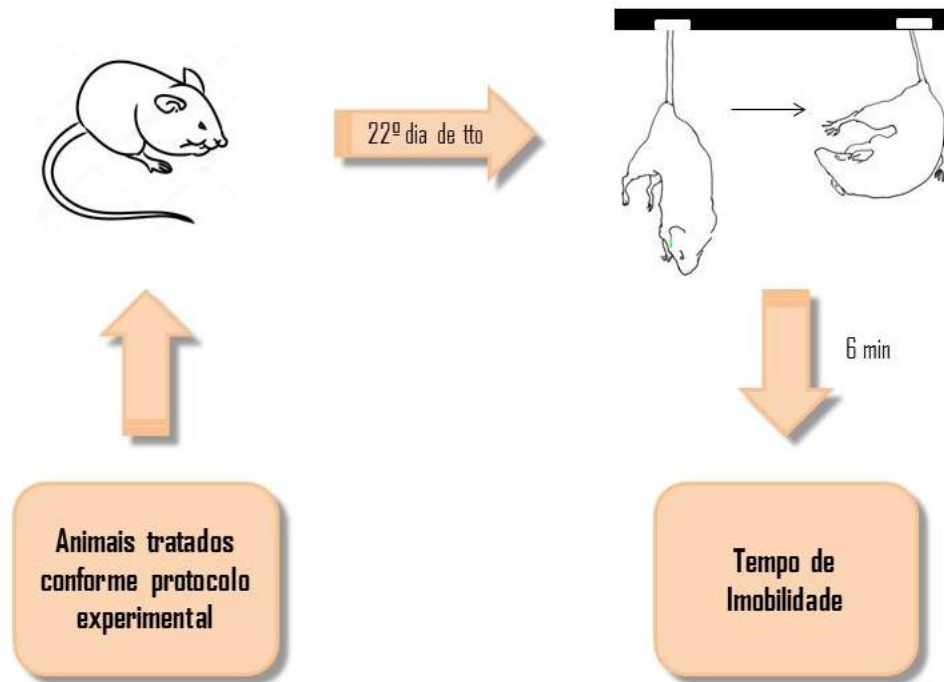 22º dia de tto
6 min
Animais tratados
conforme protocolo
experimental
Tempo de
Imobilidade